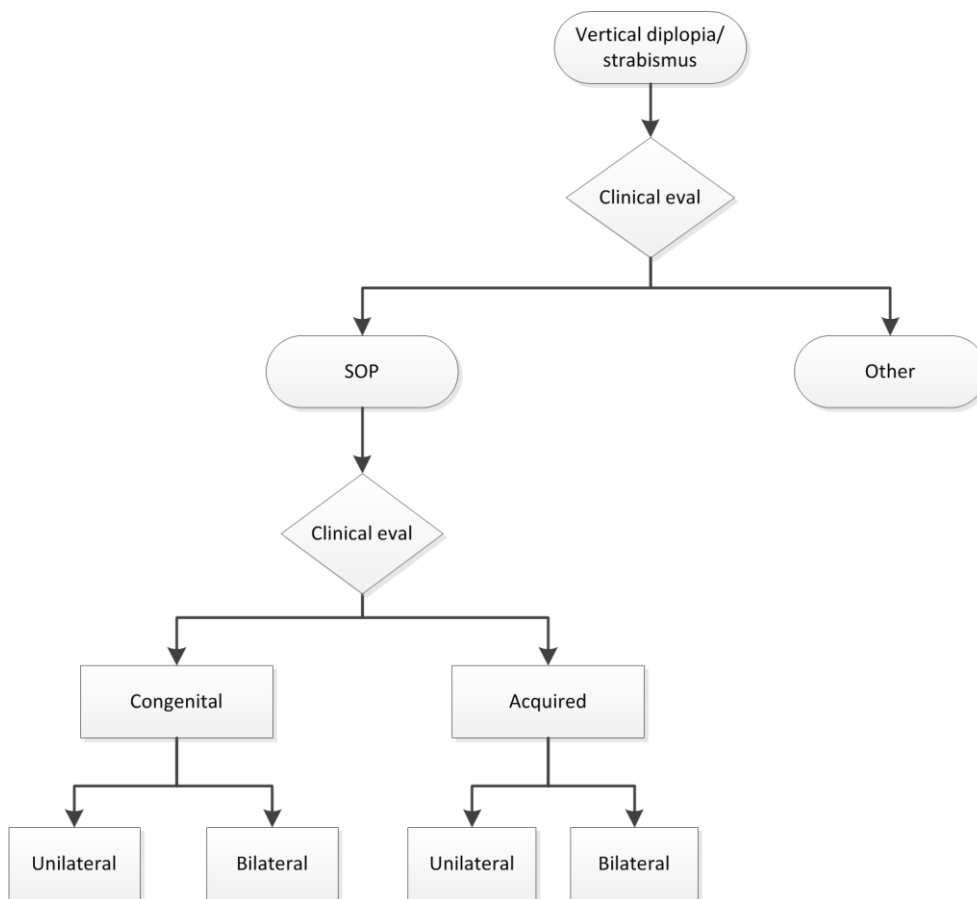 Vertical diplopia/
strabismus
Clinical eval
SOP
Other
Clinical eval
Congenital
Acquired
Unilateral
Bilateral
Unilateral
Bilateral